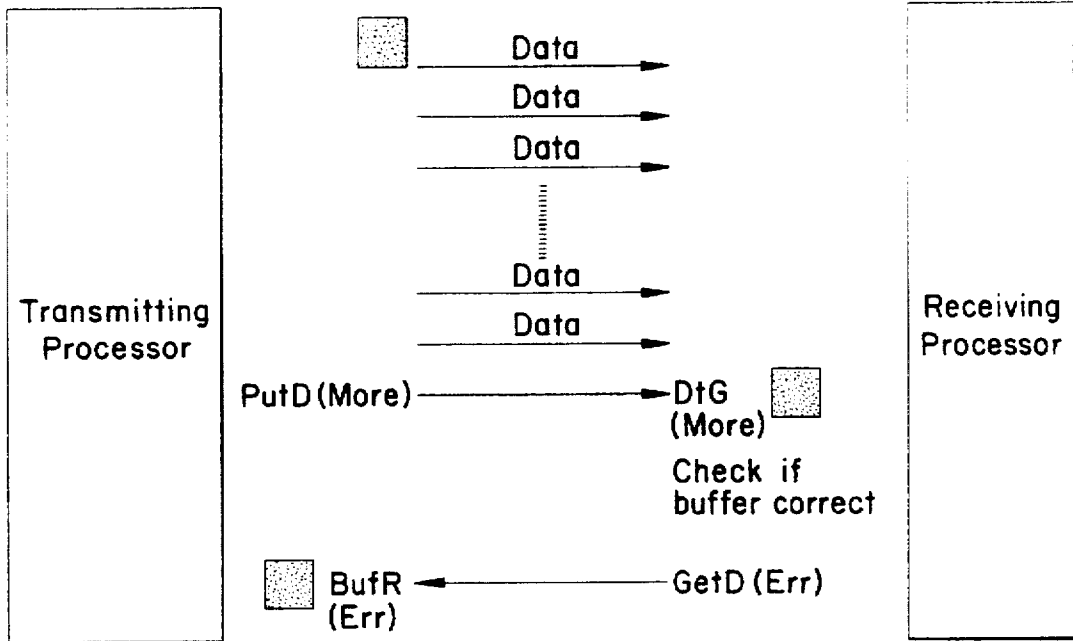 Data
Data
Data
Data
Data
Transmitting
Processor
Receiving
Processor
PutD (More)
DtG
(More)
Check if
buffer correct
BufR
(Err)
GetD (Err)